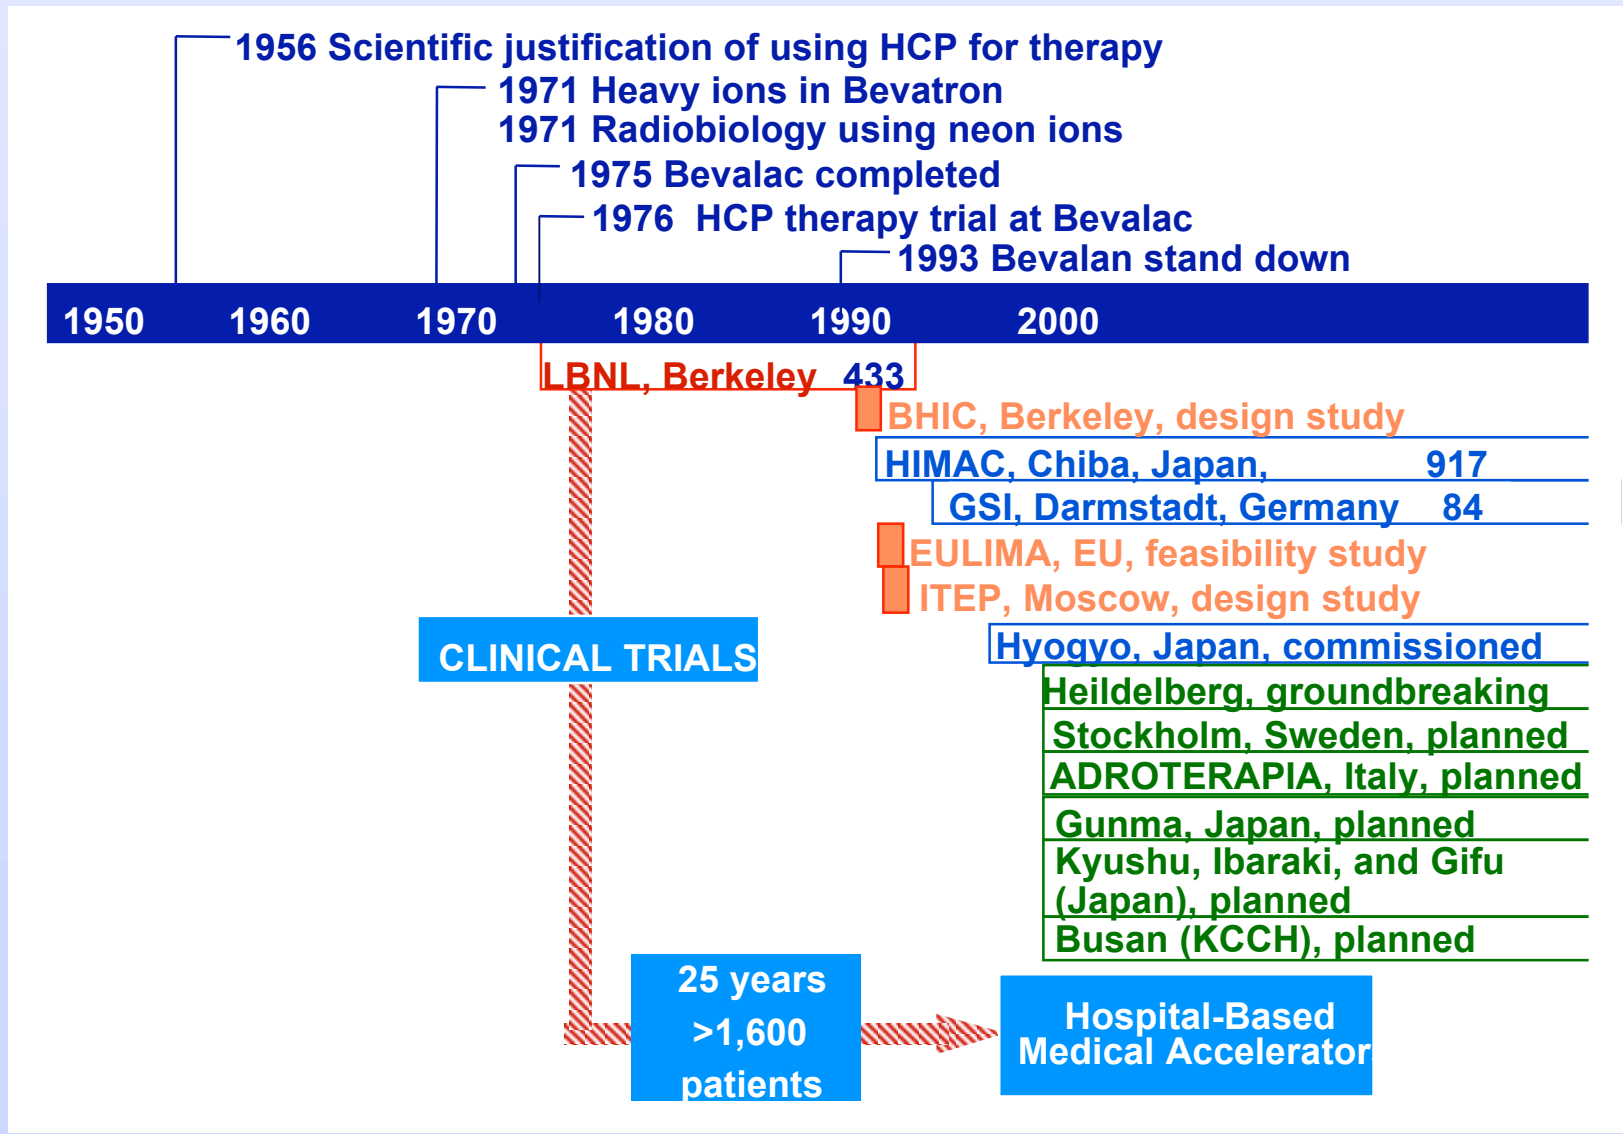 1956 Scientific justification of using HCP for therapy
1971 Heavy ions in Bevatron
1971 Radiobiology using neon ions
1975 Bevalac completed
1976 HCP therapy trial at Bevalac
1993 Bevalan stand down
1950 1960 1970 1980 1990 2000
LBNL, Berkeley 433
BHIC, Berkeley, design study
HIMAC, Chiba, Japan, 917
GSI, Darmstadt, Germany 84
EULIMA, EU, feasibility study
ITEP, Moscow, design study
Hyogyo, Japan, commissioned
CLINICAL TRIALS
Heildelberg, groundbreaking
Stockholm, Sweden, planned
ADROTERAPIA, Italy, planned
Gunma, Japan, planned
Kyushu, Ibaraki, and Gifu
(Japan), planned
Busan (KCCH), planned
25 years
>1,600
patients
Hospital-Based
Medical Accelerator